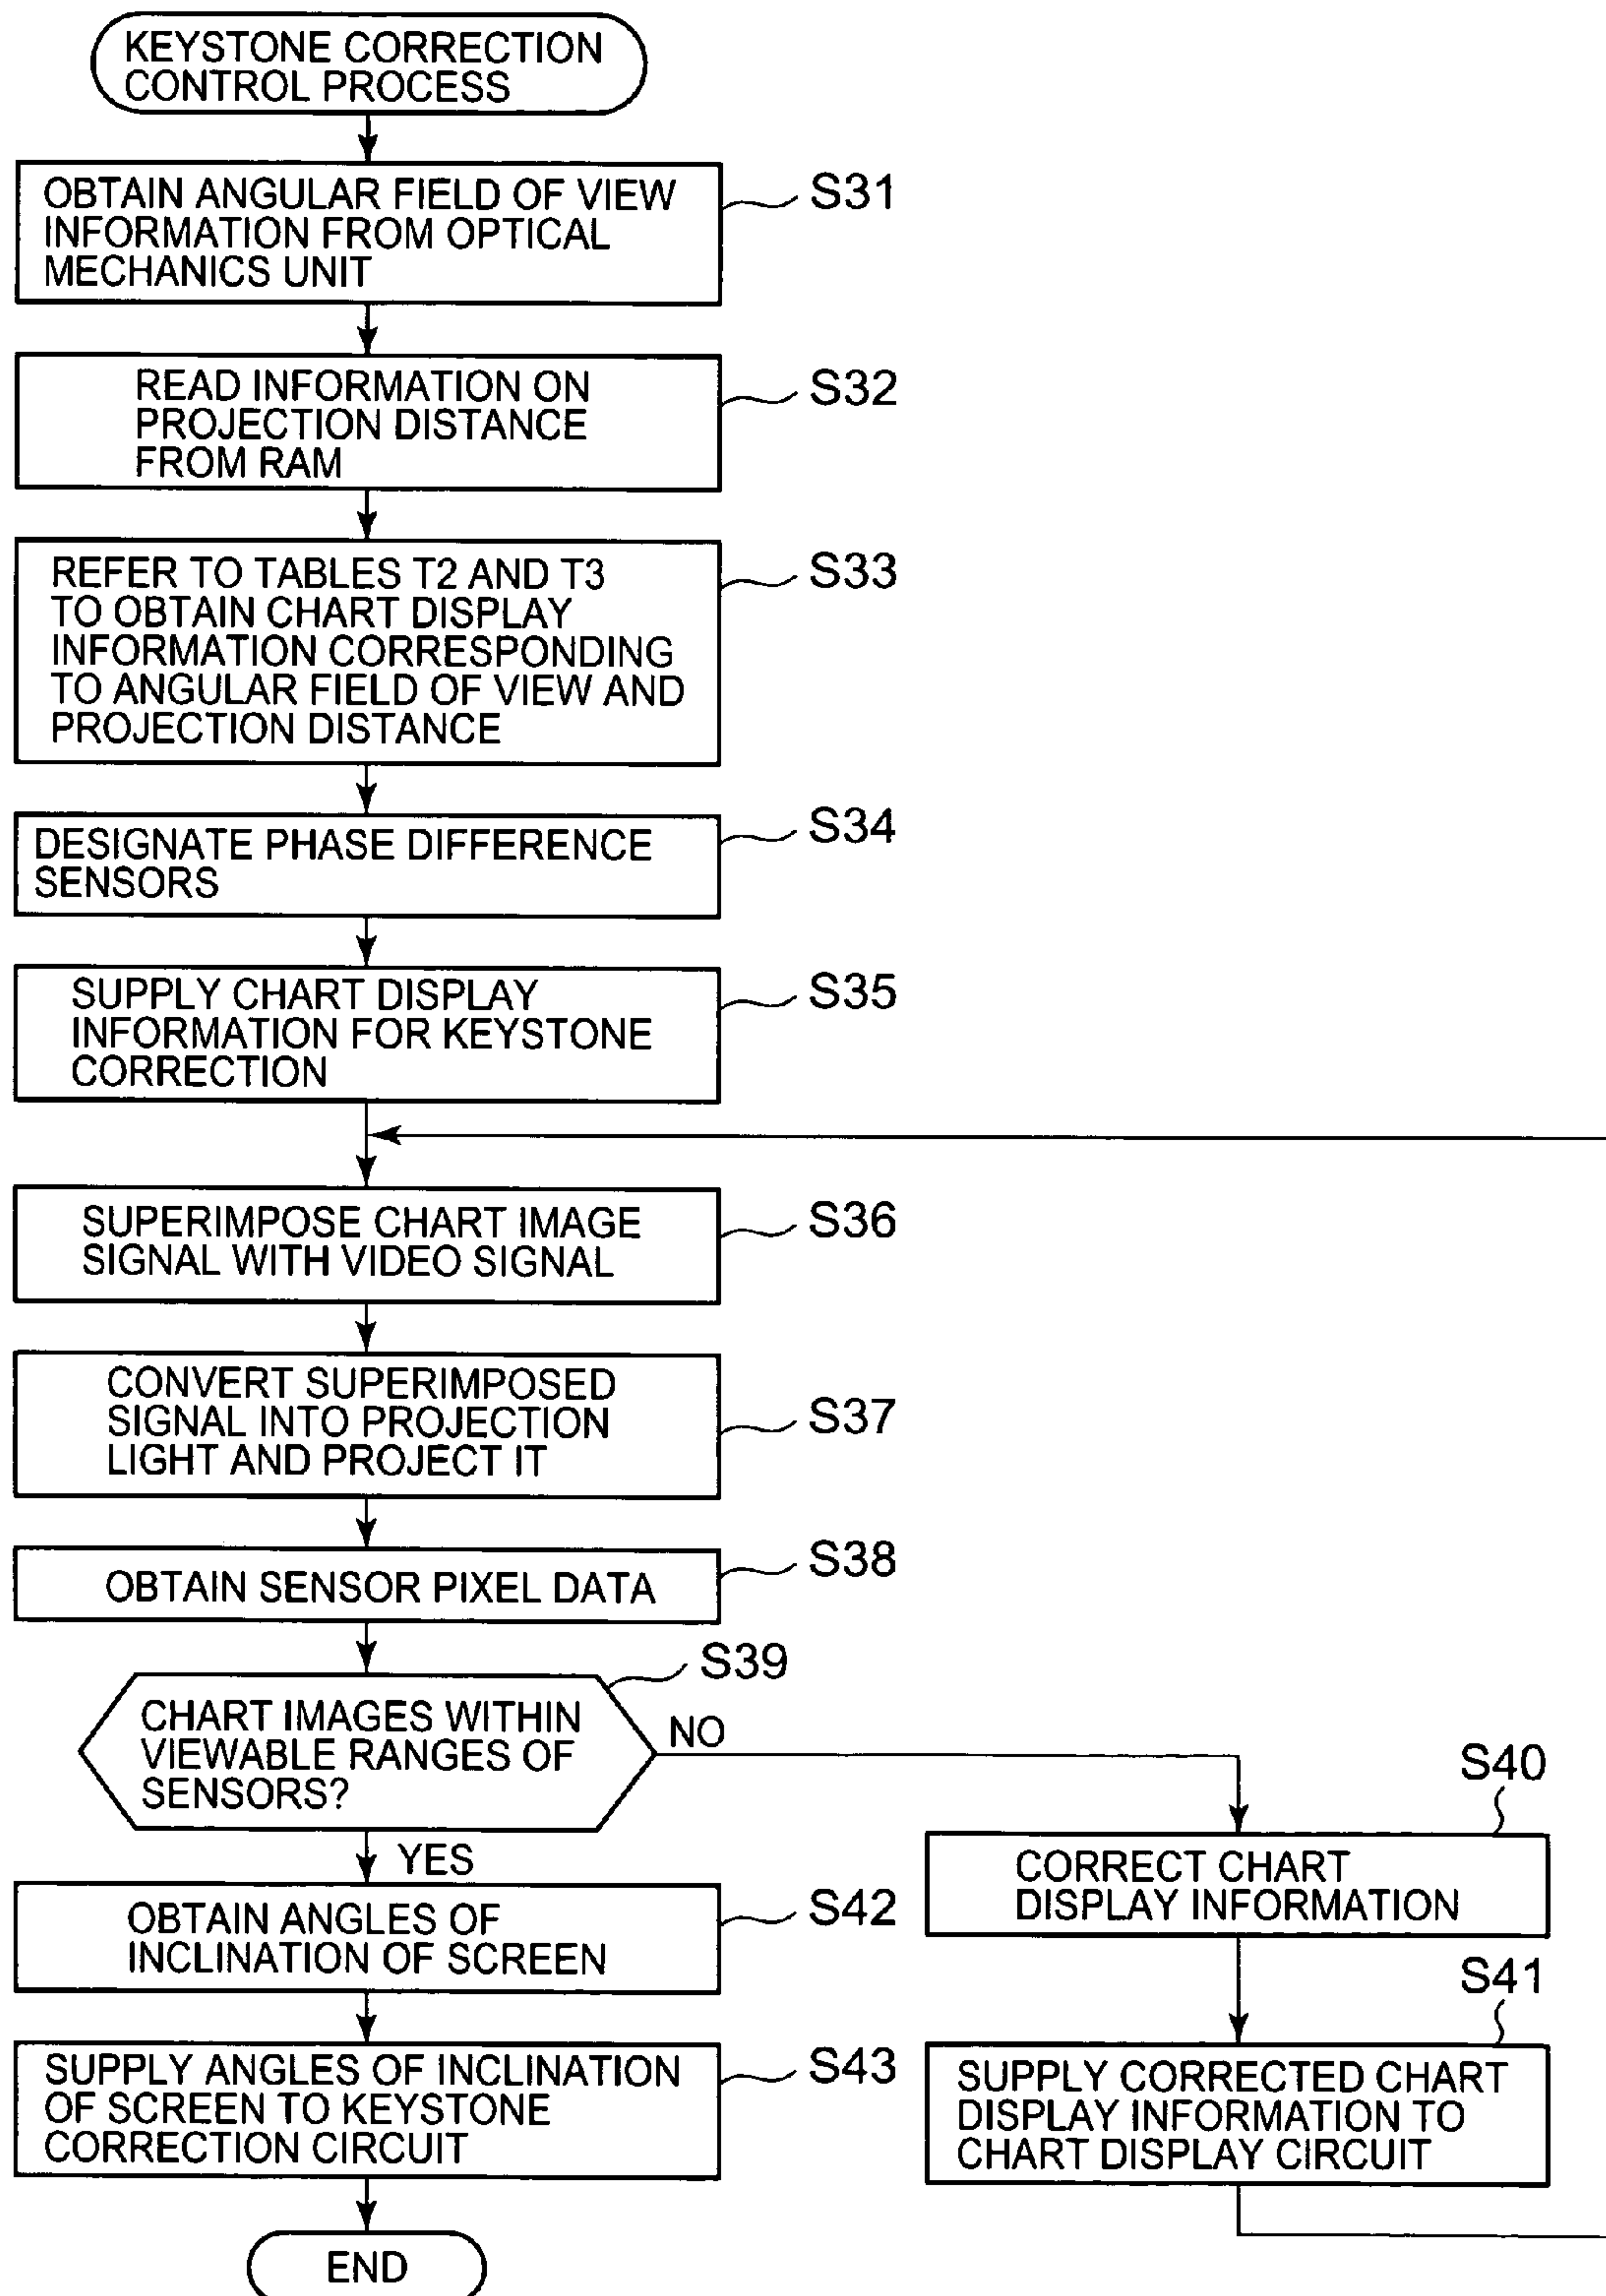 KEYSTONE CORRECTION
CONTROL PROCESS
OBTAIN ANGULAR FIELD OF VIEW
INFORMATION FROM OPTICAL
MECHANICS UNIT
S31
READ INFORMATION ON
PROJECTION DISTANCE
FROM RAM
S32
REFER TO TABLES T2 AND T3
TO OBTAIN CHART DISPLAY
INFORMATION CORRESPONDING
TO ANGULAR FIELD OF VIEW AND
PROJECTION DISTANCE
S33
DESIGNATE PHASE DIFFERENCE
SENSORS
S34
SUPPLY CHART DISPLAY
INFORMATION FOR KEYSTONE
CORRECTION
S35
SUPERIMPOSE CHART IMAGE
SIGNAL WITH VIDEO SIGNAL
S36
CONVERT SUPERIMPOSED
SIGNAL INTO PROJECTION
LIGHT AND PROJECT IT
S37
OBTAIN SENSOR PIXEL DATA
S38
CHART IMAGES WITHIN
VIEWABLE RANGES OF
SENSORS?
S39
NO
YES
S40
CORRECT CHART
DISPLAY INFORMATION
S41
SUPPLY CORRECTED CHART
DISPLAY INFORMATION TO
CHART DISPLAY CIRCUIT
OBTAIN ANGLES OF
INCLINATION OF SCREEN
S42
SUPPLY ANGLES OF INCLINATION
OF SCREEN TO KEYSTONE
CORRECTION CIRCUIT
S43
END